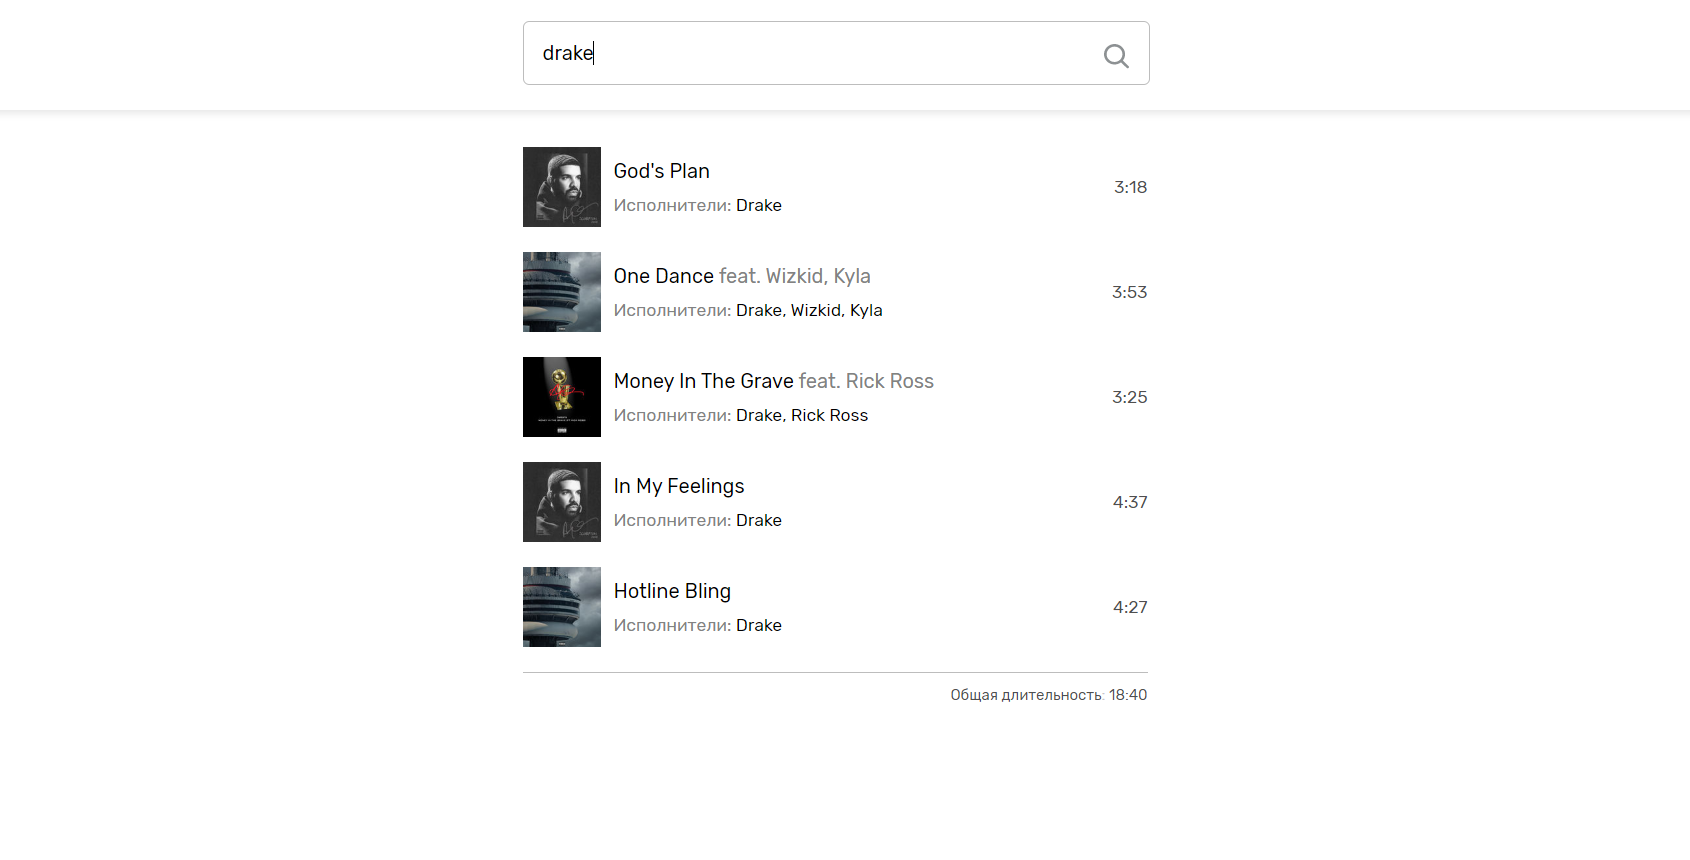 drake
God's Plan
Исполнители: Drake
3:18
One Dance feat. Wizkid, Kyla
Исполнители: Drake, Wizkid, Kyla
3:53
Money In The Grave feat. Rick Ross
Исполнители: Drake, Rick Ross
3:25
In My Feelings
Исполнители: Drake
4:37
Hotline Bling
Исполнители: Drake
4:27
Общая длительность: 18:40